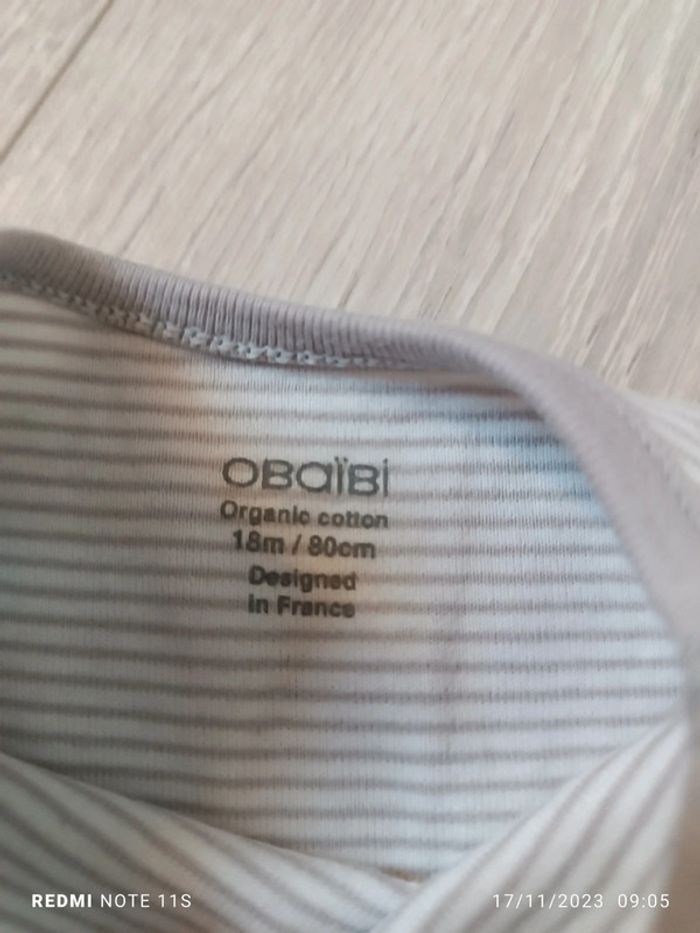 OBaïBi
Organic cotton
18m / 80cm
Designed
in France
REDMI NOTE 11S
17/11/2023 09:05